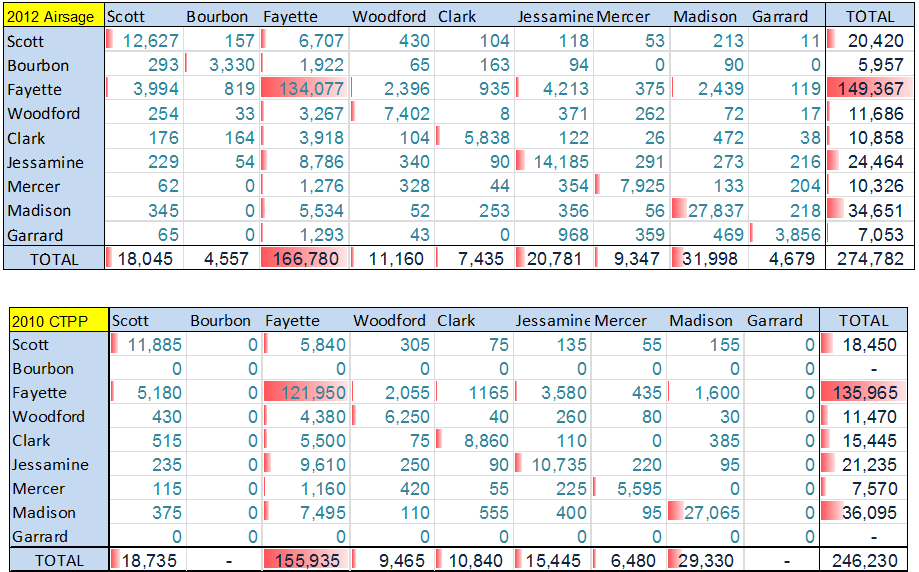 2012 Airsage Scott Bourbon Fayette Woodford Clark Jessamine Mercer Madison Garrard TOTAL
Scott 12,627 157 6,707 430 104 118 53 213 11 20,420
Bourbon 293 3,330 1,922 65 163 94 0 90 0 5,957
Fayette 3,994 819 134,077 2,396 935 4,213 375 2,439 119 149,367
Woodford 254 33 3,267 7,402 8 371 262 72 17 11,686
Clark 176 164 3,918 104 5,838 122 26 472 38 10,858
Jessamine 229 54 8,786 340 90 14,185 291 273 216 24,464
Mercer 62 0 1,276 328 44 354 7,925 133 204 10,326
Madison 345 0 5,534 52 253 356 56 27,837 218 34,651
Garrard 65 0 1,293 43 0 968 359 469 3,856 7,053
TOTAL 18,045 4,557 166,780 11,160 7,435 20,781 9,347 31,998 4,679 274,782
2010 CTPP Scott Bourbon Fayette Woodford Clark Jessamine Mercer Madison Garrard TOTAL
Scott 11,885 0 5,840 305 75 135 55 155 0 18,450
Bourbon 0 0 0 0 0 0 0 0 0 -
Fayette 5,180 0 121,950 2,055 1165 3,580 435 1,600 0 135,965
Woodford 430 0 4,380 6,250 40 260 80 30 0 11,470
Clark 515 0 5,500 75 8,860 110 0 385 0 15,445
Jessamine 235 0 9,610 250 90 10,735 220 95 0 21,235
Mercer 115 0 1,160 420 55 225 5,595 0 0 7,570
Madison 375 0 7,495 110 555 400 95 27,065 0 36,095
Garrard 0 0 0 0 0 0 0 0 0 -
TOTAL 18,735 - 155,935 9,465 10,840 15,445 6,480 29,330 - 246,230